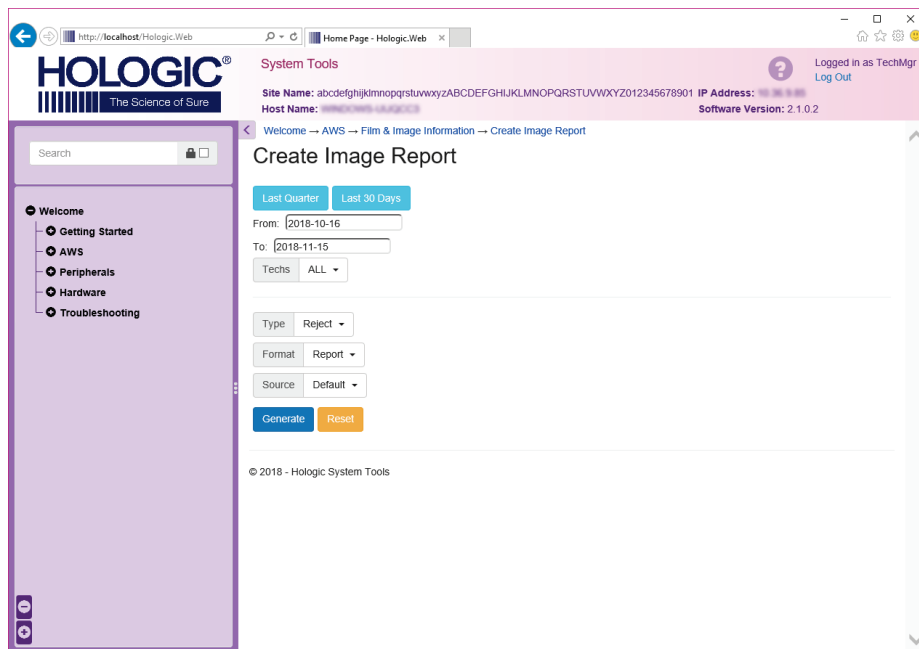 http://localhost/Hologic.Web
Home Page - Hologic.Web
HOLOGIC®
The Science of Sure
System Tools
Logged in as TechMgr
Log Out
Site Name: abcdefghijklmnopqrstuvwxyzABCDEFGHIJKLMNOPQRSTUVWXYZ012345678901 IP Address:
Host Name: Software Version: 2.1.0.2
Welcome → AWS → Film & Image Information → Create Image Report
Search
Create Image Report
Last Quarter Last 30 Days
From: 2018-10-16
To: 2018-11-15
Techs ALL
Welcome
Getting Started
AWS
Peripherals
Hardware
Troubleshooting
Type Reject
Format Report
Source Default
Generate Reset
© 2018 - Hologic System Tools